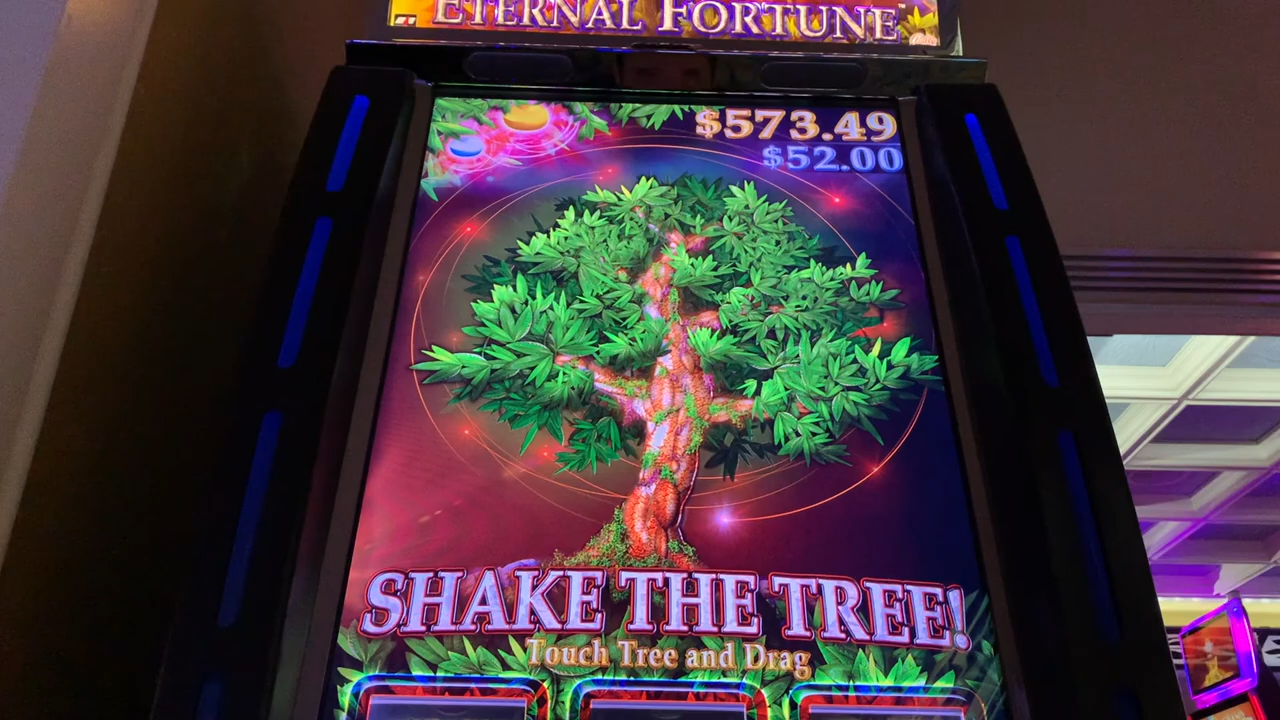 ETERNAL FORTUNE
$573.49
$52.00
SHAKE THE TREE!
Touch Tree and Drag